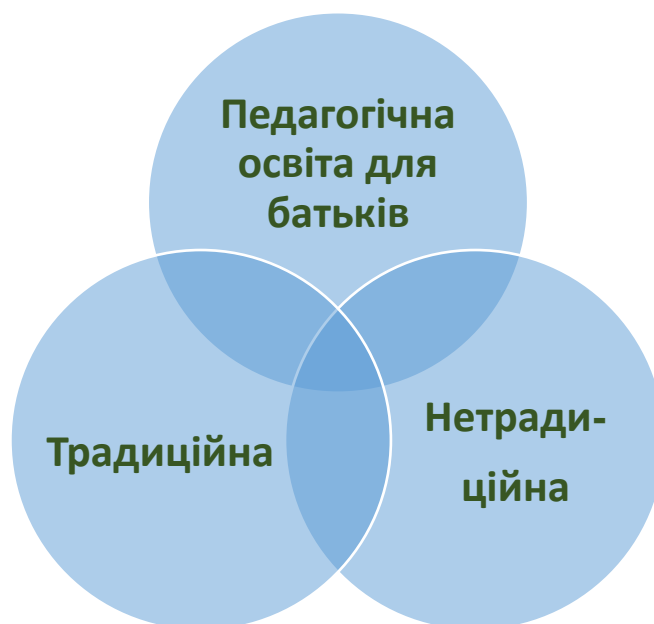 Педагогічна
освіта для
батьків
Традиційна
Нетради-
ційна